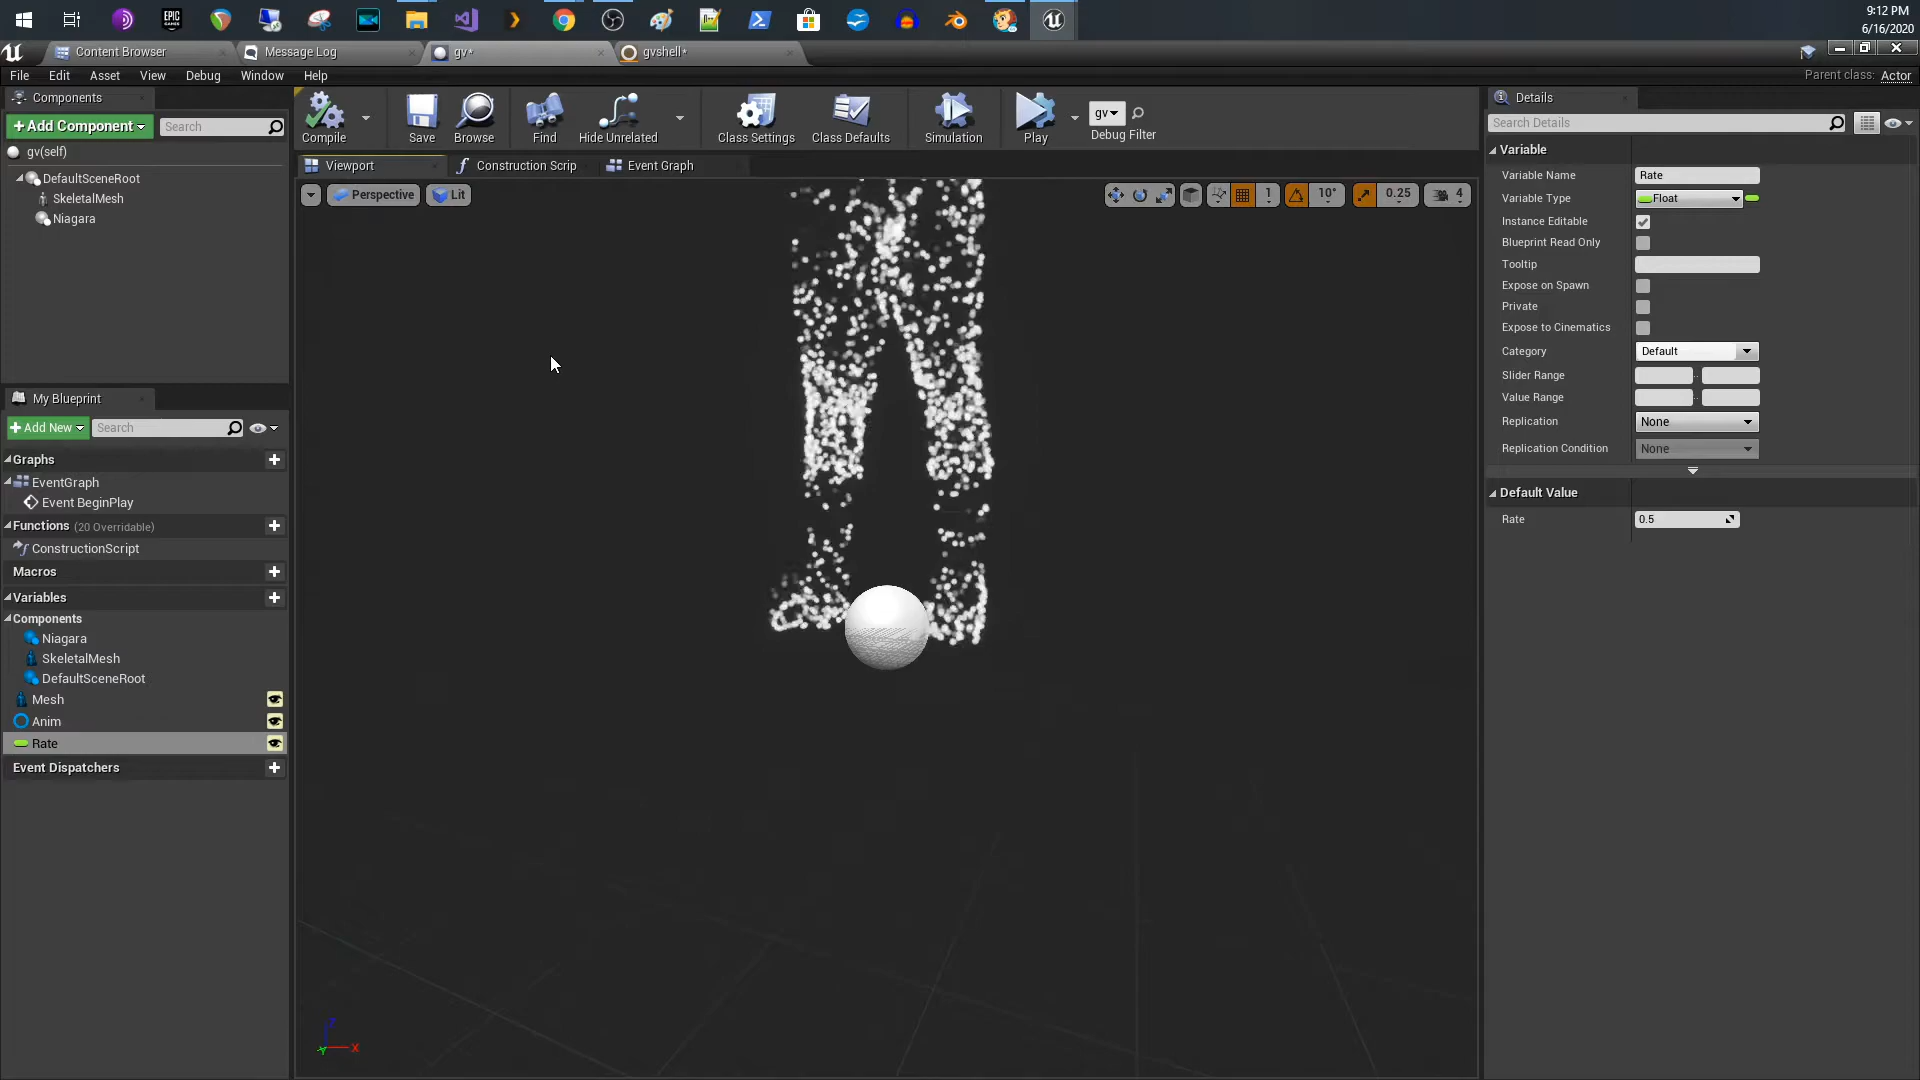 EPIC
GAMES
9:12 PM
6/16/2020
Content Browser
Message Log
gv*
gvshell*
File
Edit
Asset
View
Debug
Window
Help
Parent class: Actor
Components
+Add Component
Search
gv(self)
DefaultSceneRoot
SkeletalMesh
Niagara
Compile
Save
Browse
Find
Hide Unrelated
Class Settings
Class Defaults
Simulation
Play
gv
Debug Filter
Viewport
Construction Scrip
Event Graph
Perspective
Lit
1
10°
0.25
4
My Blueprint
+Add New
Search
Graphs
EventGraph
Event BeginPlay
Functions (20 Overridable)
ConstructionScript
Macros
Variables
Components
Niagara
SkeletalMesh
DefaultSceneRoot
Mesh
Anim
Rate
Event Dispatchers
Z
Y
X
Details
Search Details
Variable
Variable Name Rate
Variable Type Float
Instance Editable
Blueprint Read Only
Tooltip
Expose on Spawn
Private
Expose to Cinematics
Category Default
Slider Range
Value Range
Replication None
Replication Condition None
Default Value
Rate 0.5